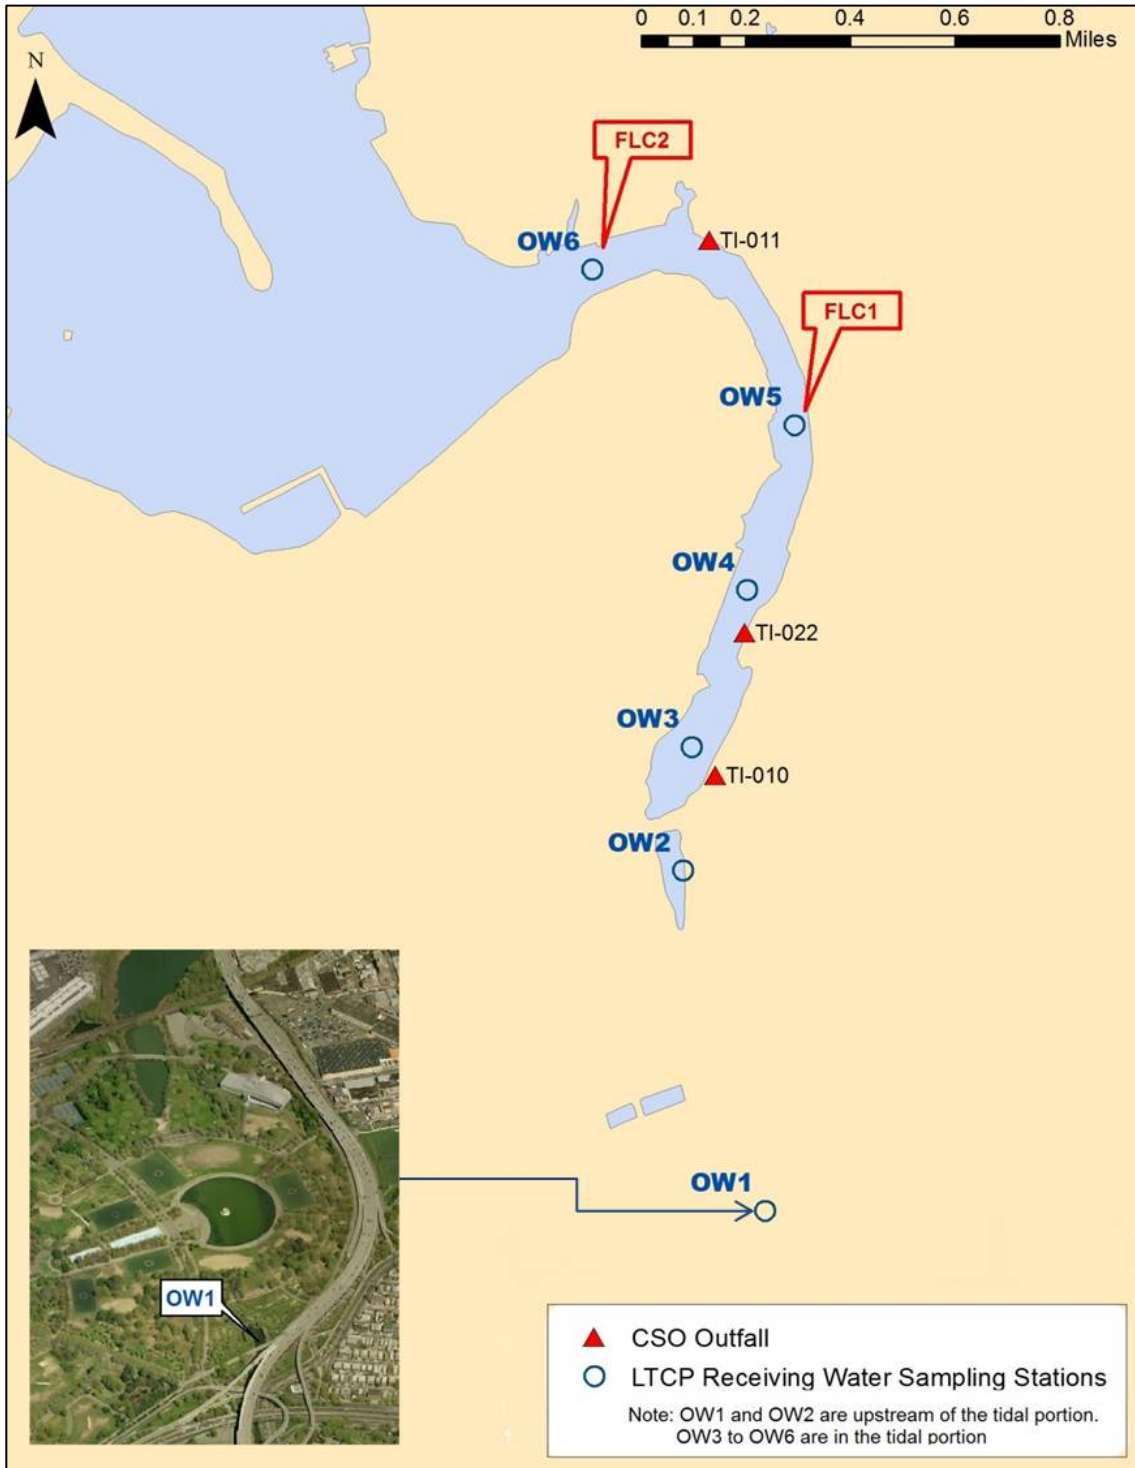 0 0.1 0.2 0.4 0.6 0.8
Miles
N
FLC2
OW6
TI-011
FLC1
OW5
OW4
TI-022
OW3
TI-010
OW2
OW1
OW1
CSO Outfall
LTCP Receiving Water Sampling Stations
Note: OW1 and OW2 are upstream of the tidal portion.
OW3 to OW6 are in the tidal portion